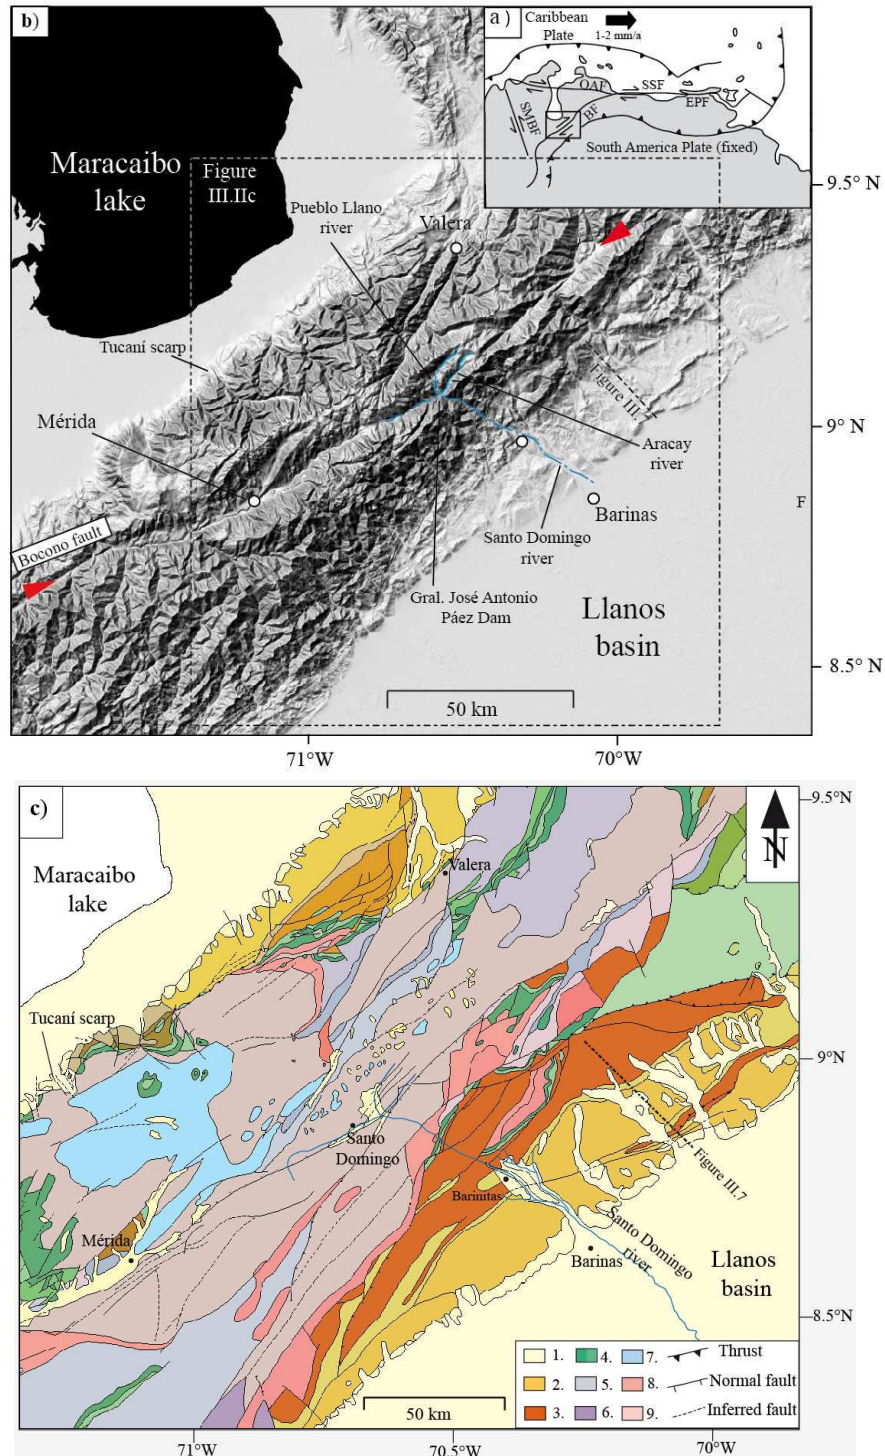 b)
a)
Caribbean
Plate
1-2 mm/a
OAF
SSF
EPF
SMBF
BF
South America Plate (fixed)
Maracaibo
lake
Figure
III.IIc
Pueblo Llano
river
Valera
9.5° N
Tucaní scarp
Mérida
Figure III.7
9° N
Aracay
river
Barinas
F
Santo Domingo
river
Bocono fault
Gral. José Antonio
Páez Dam
Llanos
basin
8.5° N
50 km
71°W
70°W
c)
9.5°N
N
Maracaibo
lake
Valera
Tucaní scarp
9°N
Santo
Domingo
Figure III.7
Barinitas
Mérida
Santo Domingo
river
Barinas
Llanos
basin
8.5°N
1.
4.
7.
Thrust
2.
5.
8.
Normal fault
3.
6.
9.
Inferred fault
50 km
71°W
70.5°W
70°W